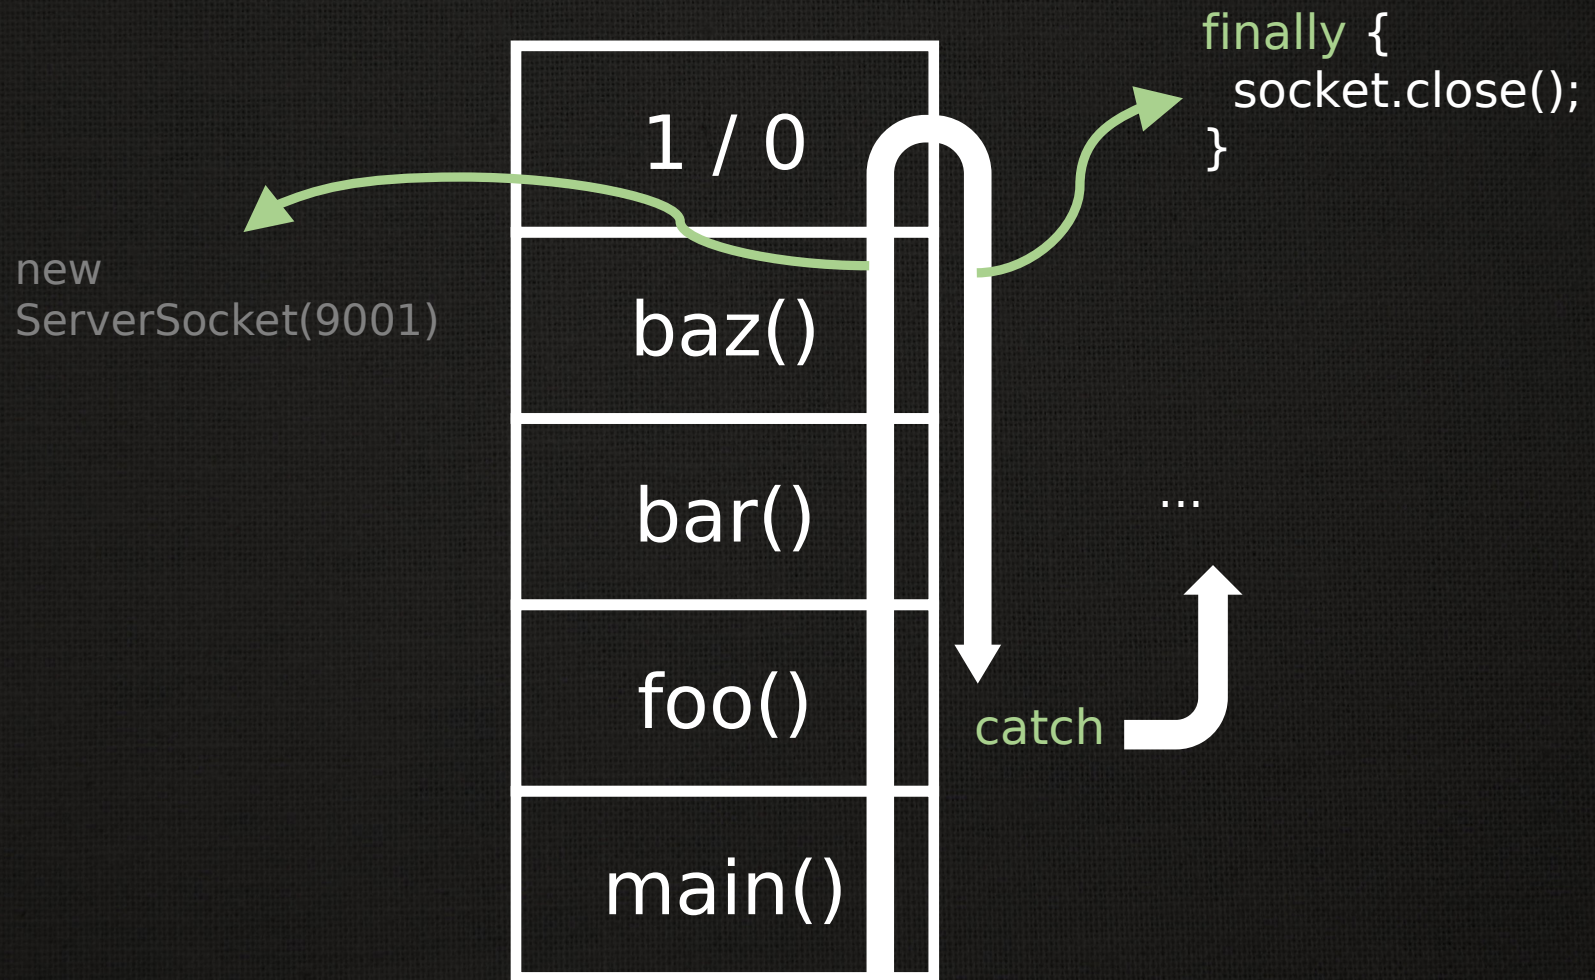 finally {
socket.close();
}
1 / 0
new
ServerSocket(9001)
baz()
bar()
...
foo()
catch
main()